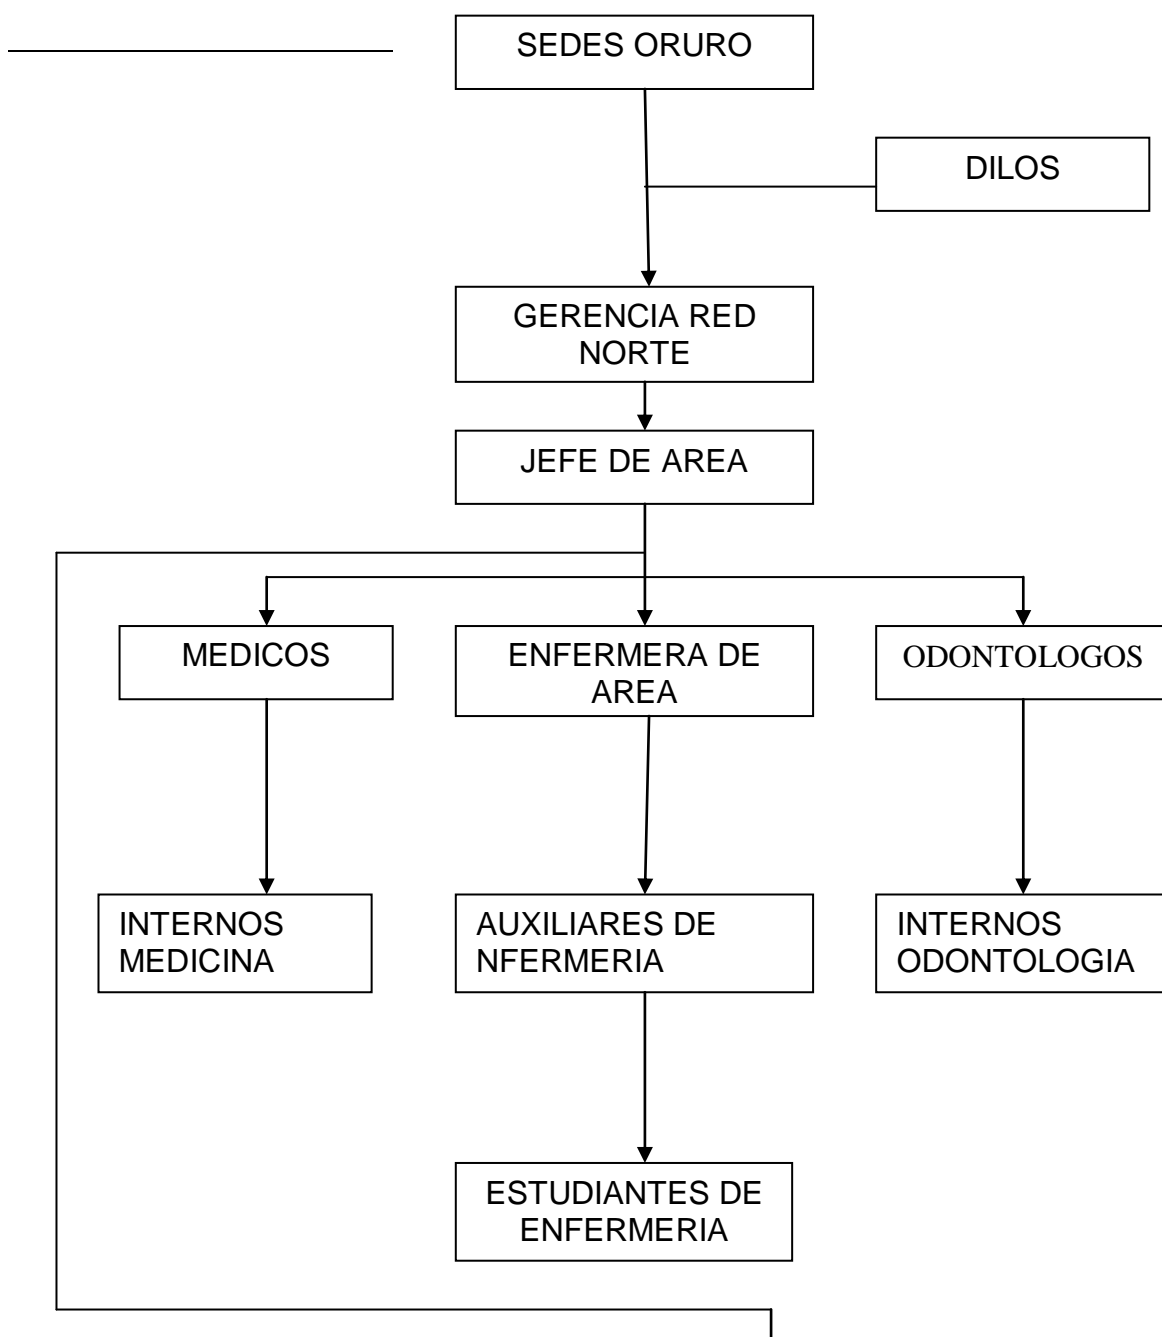 SEDES ORURO
DILOS
GERENCIA RED
NORTE
JEFE DE AREA
MEDICOS
ENFERMERA DE
AREA
ODONTOLOGOS
INTERNOS
MEDICINA
AUXILIARES DE
NFERMERIA
INTERNOS
ODONTOLOGIA
ESTUDIANTES DE
ENFERMERIA